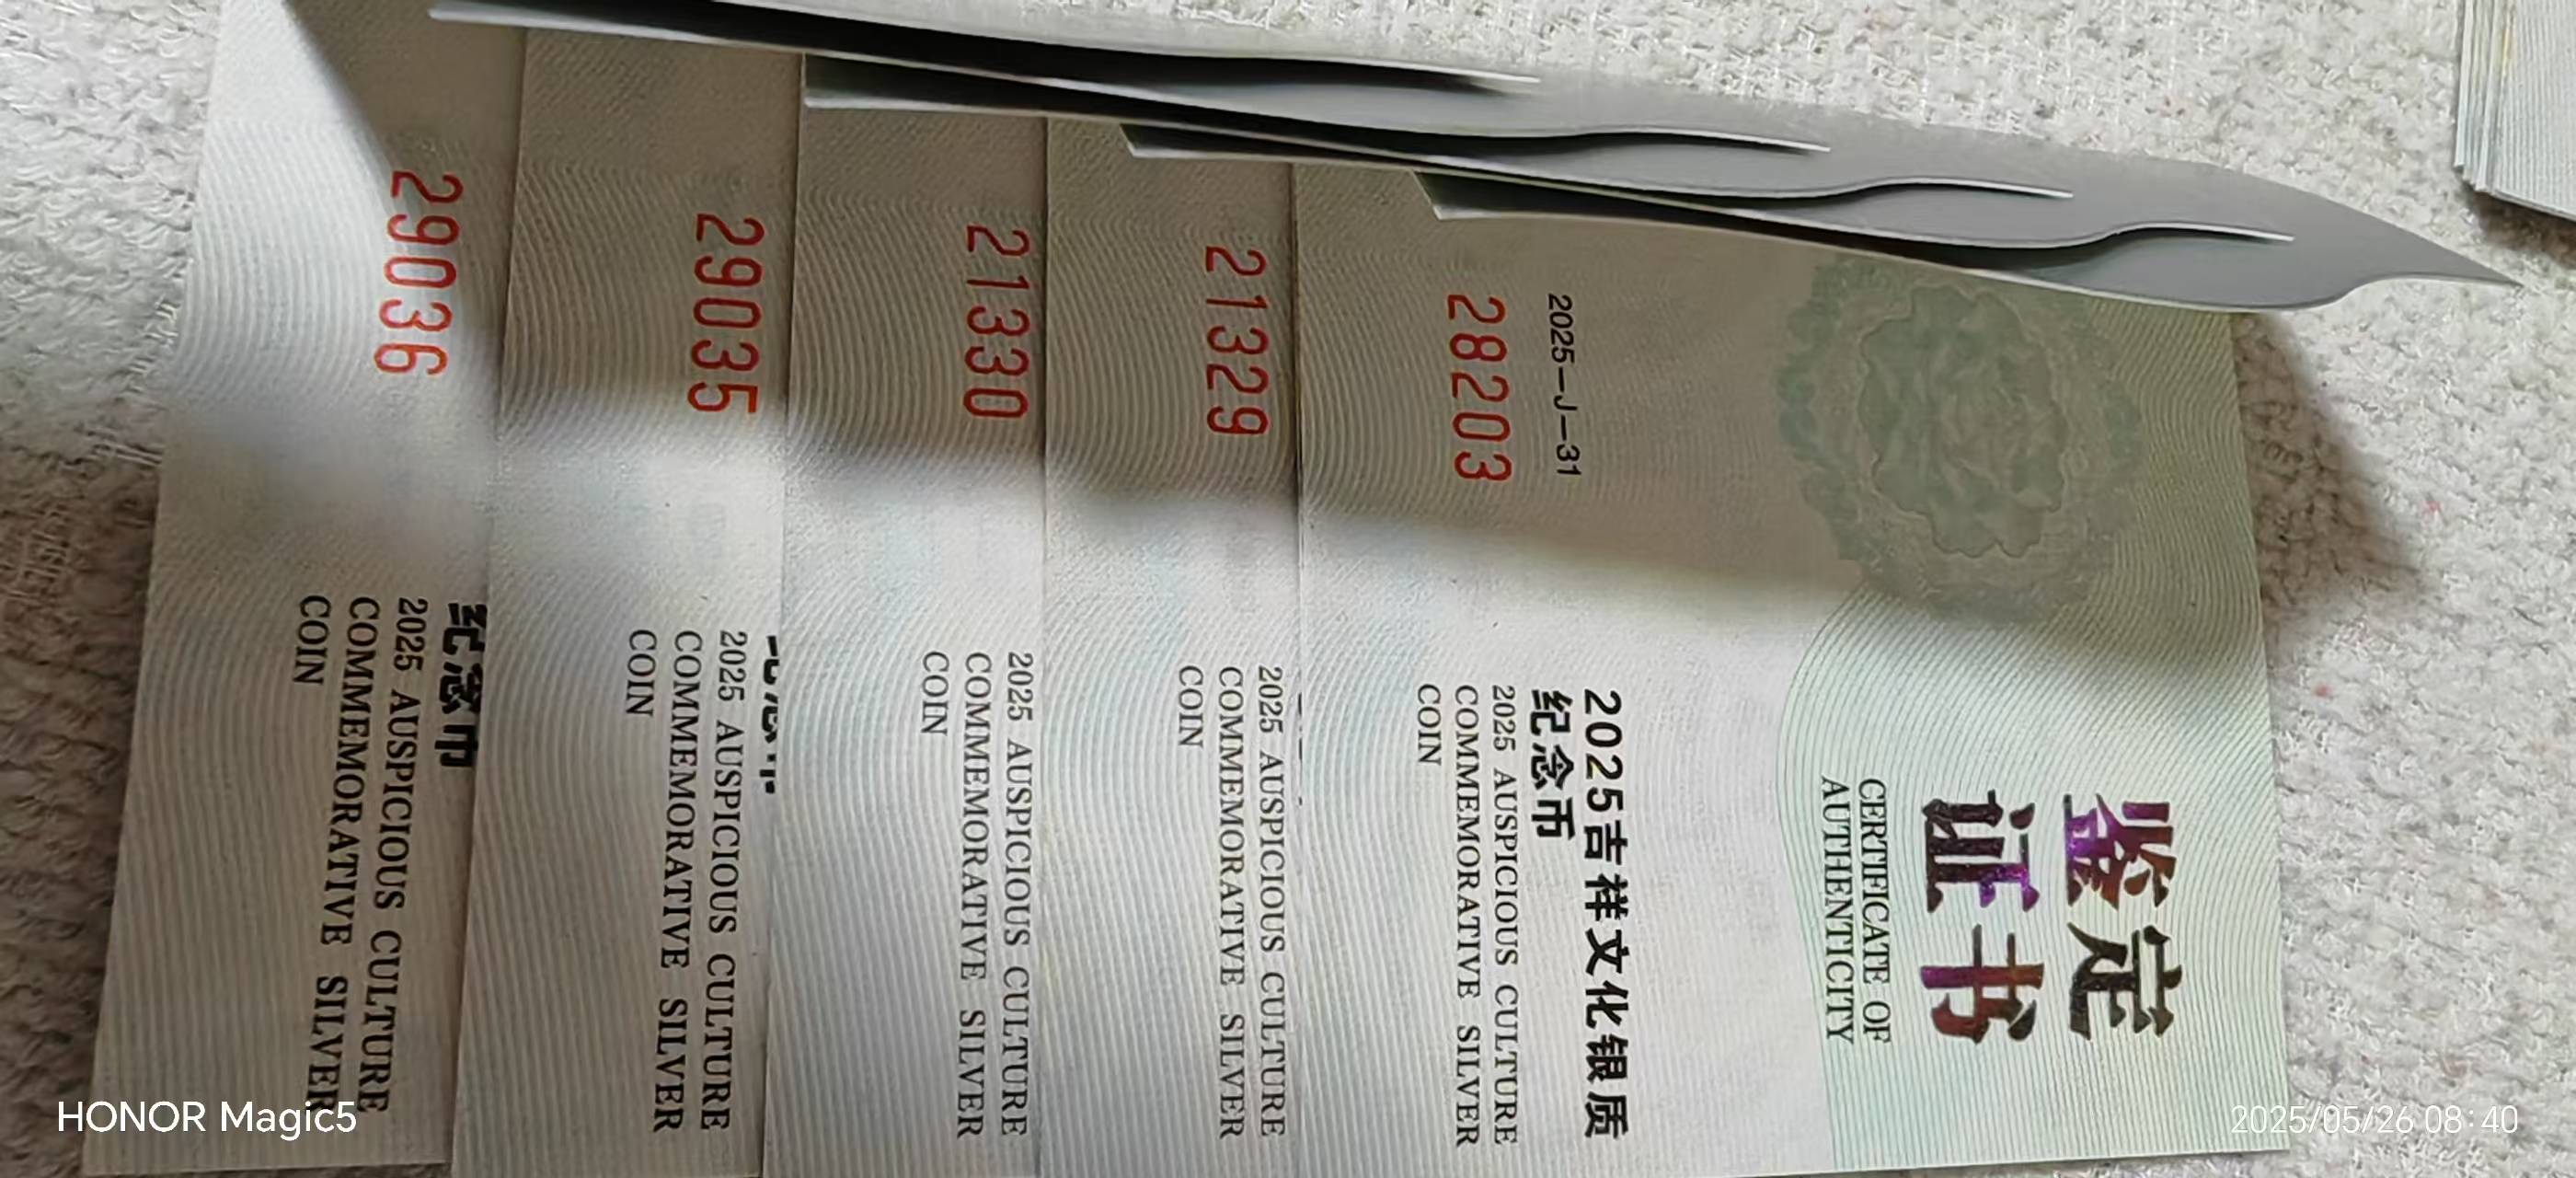 鉴定
证书
CERTIFICATE OF
AUTHENTICITY
2025吉祥文化银质
纪念币
2025 AUSPICIOUS CULTURE
COMMEMORATIVE SILVER
COIN
2025—J—31
28203
2025 AUSPICIOUS CULTURE
COMMEMORATIVE SILVER
COIN
21329
2025 AUSPICIOUS CULTURE
COMMEMORATIVE SILVER
COIN
21330
2025 AUSPICIOUS CULTURE
COMMEMORATIVE SILVER
COIN
29035
纪念币
2025 AUSPICIOUS CULTURE
COMMEMORATIVE SILVER
COIN
29036
HONOR Magic5
2025/05/26 08:40